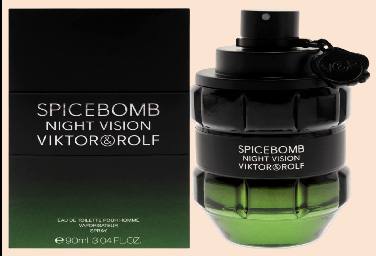 SPICEBOMB
NIGHT VISION
VIKTOR&ROLF
EAU DE TOILETTE POUR HOMME
VAPORISATEUR
SPRAY
℮ 90ml 3.04 FL.OZ.
SPICEBOMB
NIGHT VISION
VIKTOR&ROLF